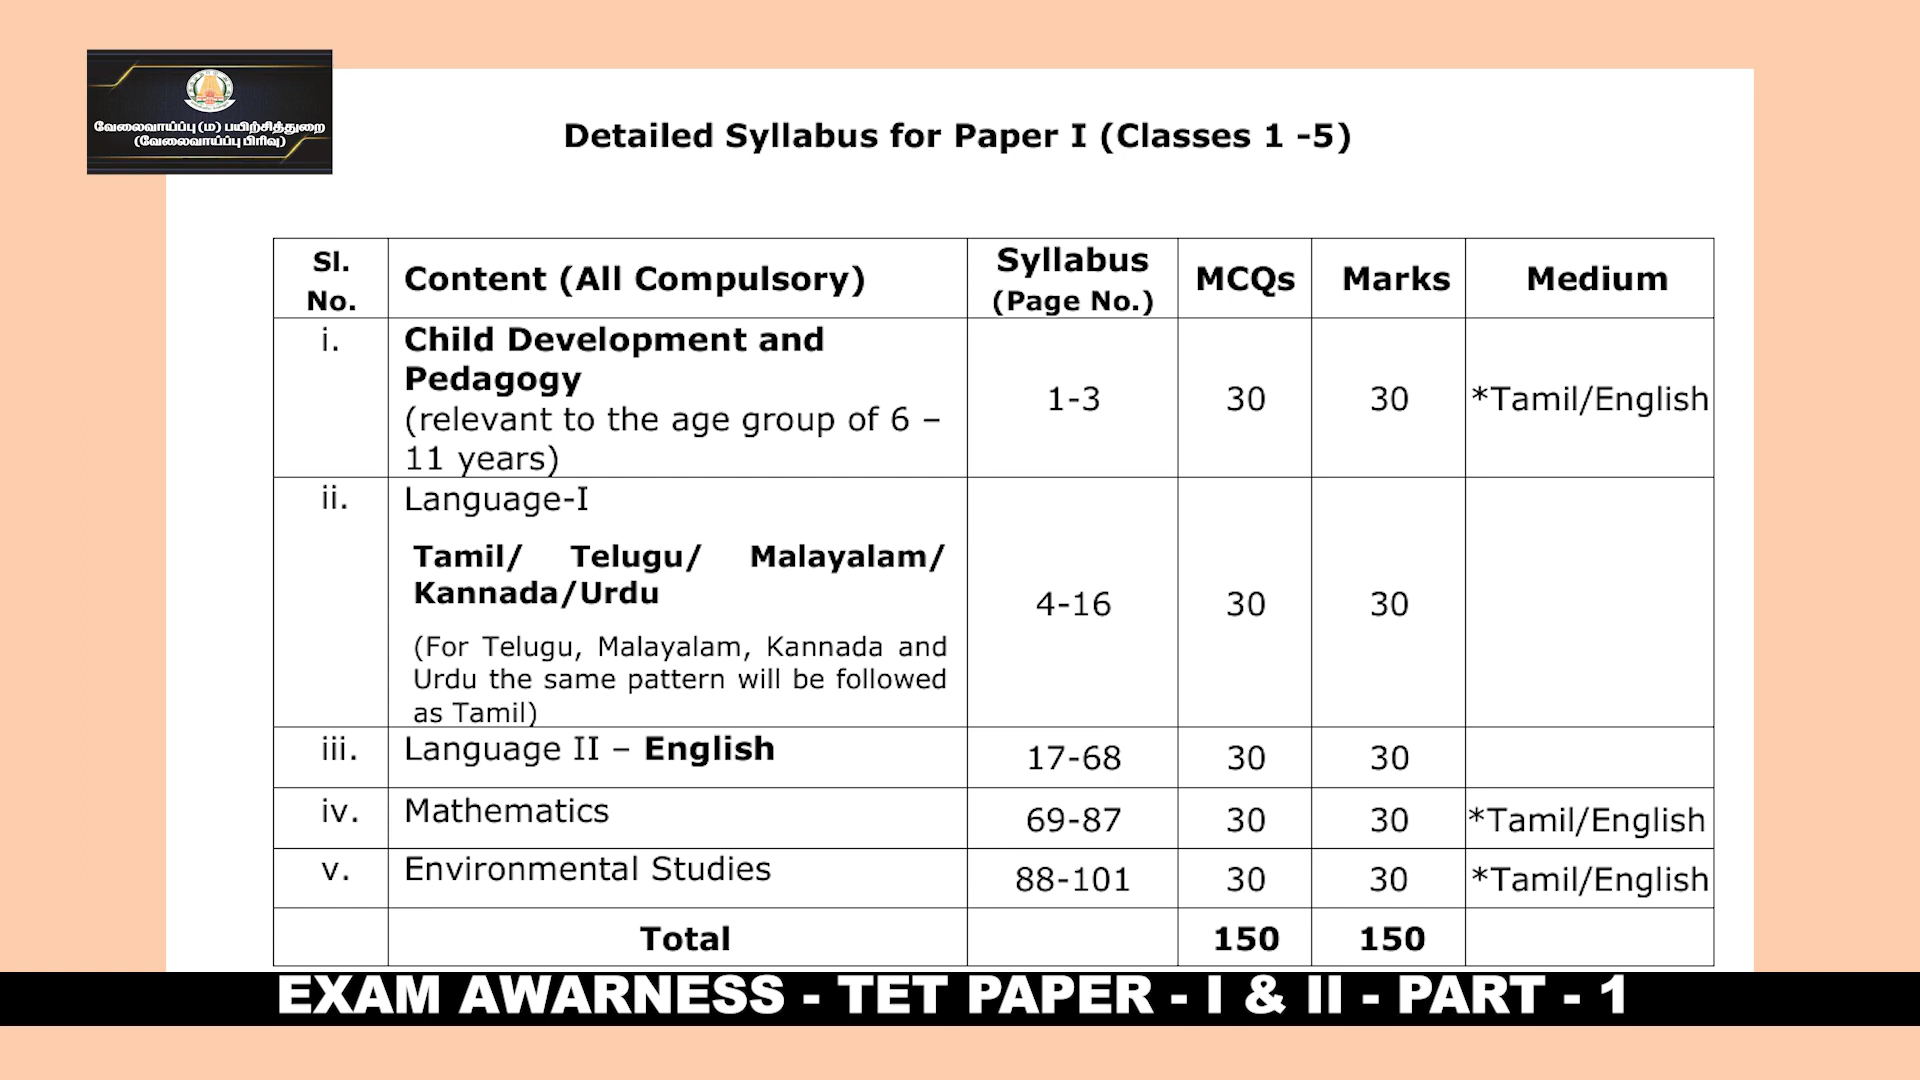 வேலைவாய்ப்பு (ம) பயிற்சித்துறை
(வேலைவாய்ப்பு பிரிவு)
Detailed Syllabus for Paper I (Classes 1 -5)
Sl. No. Content (All Compulsory) Syllabus (Page No.) MCQs Marks Medium
i. Child Development and
Pedagogy
(relevant to the age group of 6 –
11 years)
1-3 30 30 *Tamil/English
ii. Language-I
Tamil/ Telugu/ Malayalam/
Kannada/Urdu
(For Telugu, Malayalam, Kannada and
Urdu the same pattern will be followed
as Tamil)
4-16 30 30
iii. Language II – English 17-68 30 30
iv. Mathematics 69-87 30 30 *Tamil/English
v. Environmental Studies 88-101 30 30 *Tamil/English
Total 150 150
EXAM AWARNESS - TET PAPER - I & II - PART - 1